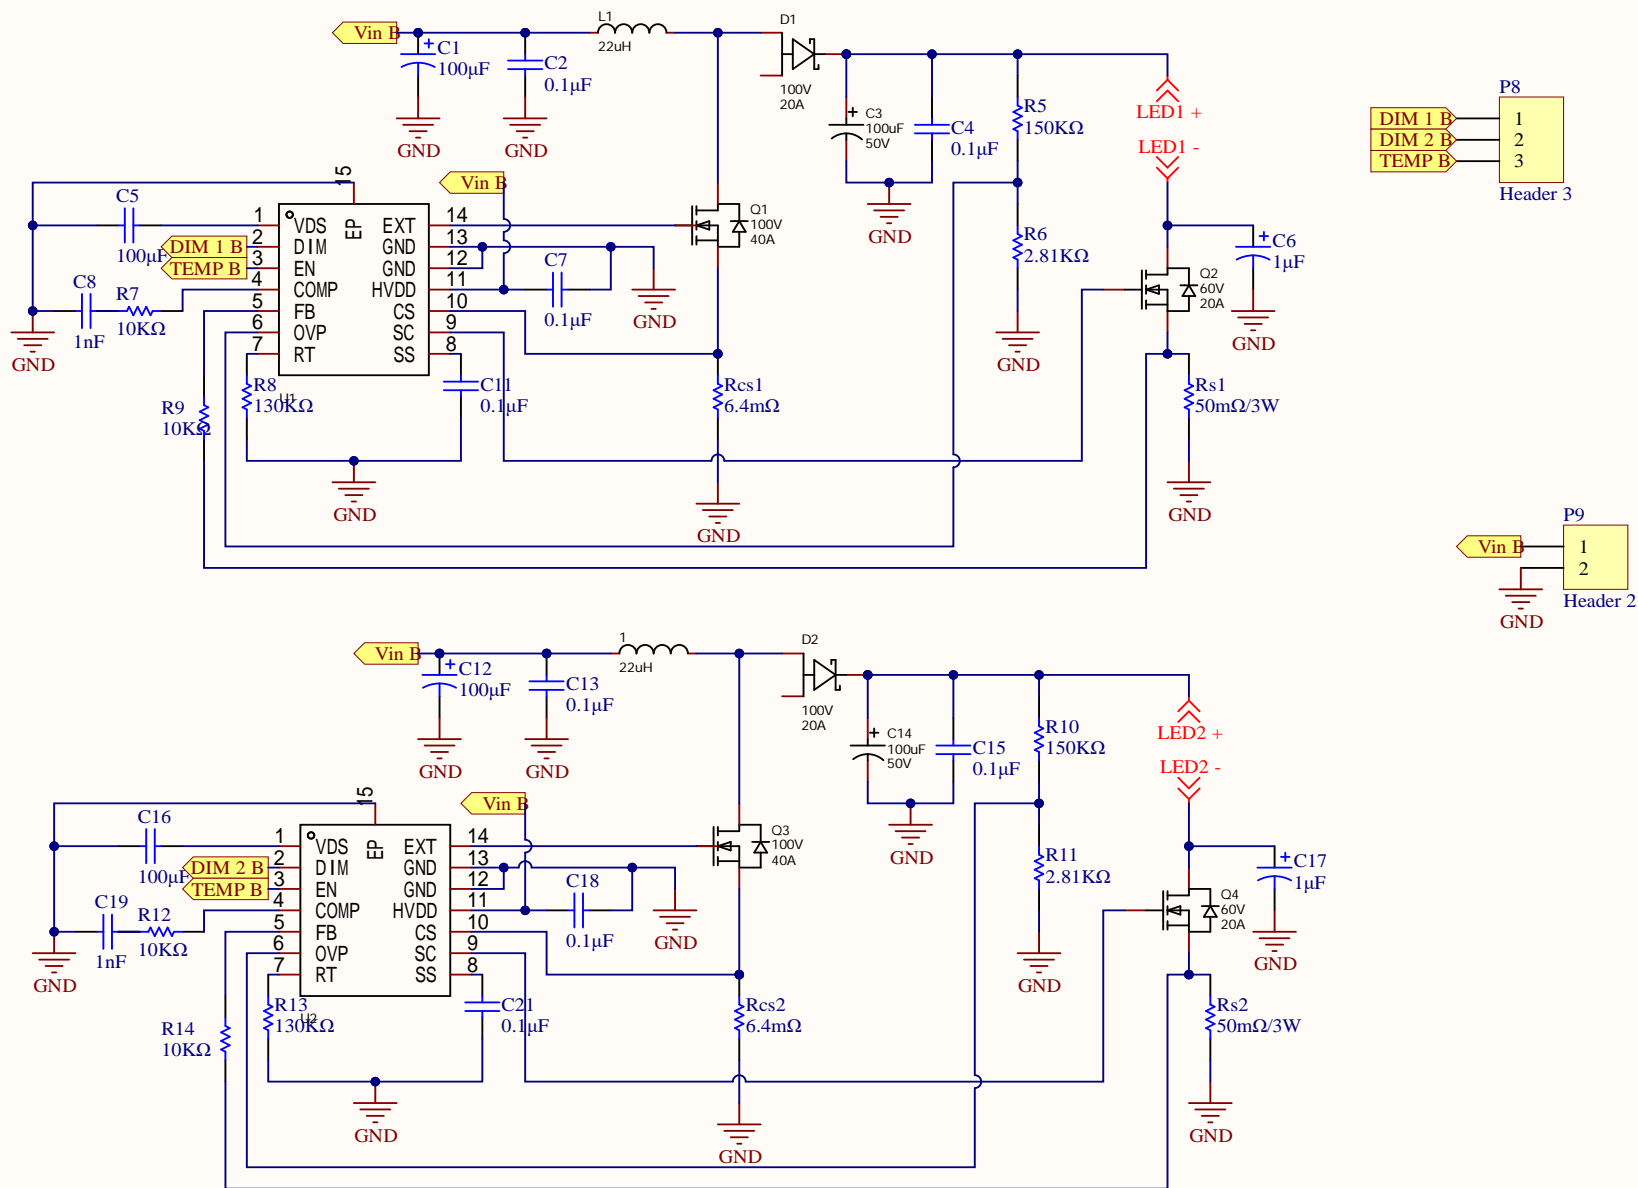 Vin B
C1
100µF
GND
C2
0.1µF
GND
L1
22uH
D1
100V
20A
C3
100uF
50V
C4
0.1µF
GND
R5
150KΩ
R6
2.81KΩ
GND
LED1 +
LED1 -
P8
DIM 1 B
1
DIM 2 B
2
TEMP B
3
Header 3
C5
100µF
15
Vin B
EP
1
VDS
DIM 1 B
2
DIM
TEMP B
3
EN
4
COMP
5
FB
6
OVP
7
RT
EXT
14
GND
13
GND
12
HVDD
11
CS
10
SC
9
SS
8
U1
C8
1nF
R7
10KΩ
GND
R9
10KΩ
R8
130KΩ
C11
0.1µF
GND
C7
0.1µF
GND
Q1
100V
40A
Rcs1
6.4mΩ
GND
Q2
60V
20A
C6
1µF
GND
Rs1
50mΩ/3W
GND
P9
Vin B
1
2
GND
Header 2
Vin B
C12
100µF
GND
C13
0.1µF
GND
1
22uH
D2
100V
20A
C14
100uF
50V
C15
0.1µF
GND
R10
150KΩ
R11
2.81KΩ
GND
LED2 +
LED2 -
C16
100µF
15
Vin B
EP
1
VDS
DIM 2 B
2
DIM
TEMP B
3
EN
4
COMP
5
FB
6
OVP
7
RT
EXT
14
GND
13
GND
12
HVDD
11
CS
10
SC
9
SS
8
U2
C19
1nF
R12
10KΩ
GND
R14
10KΩ
R13
130KΩ
C21
0.1µF
GND
C18
0.1µF
GND
Q3
100V
40A
Rcs2
6.4mΩ
GND
Q4
60V
20A
C17
1µF
GND
Rs2
50mΩ/3W
GND